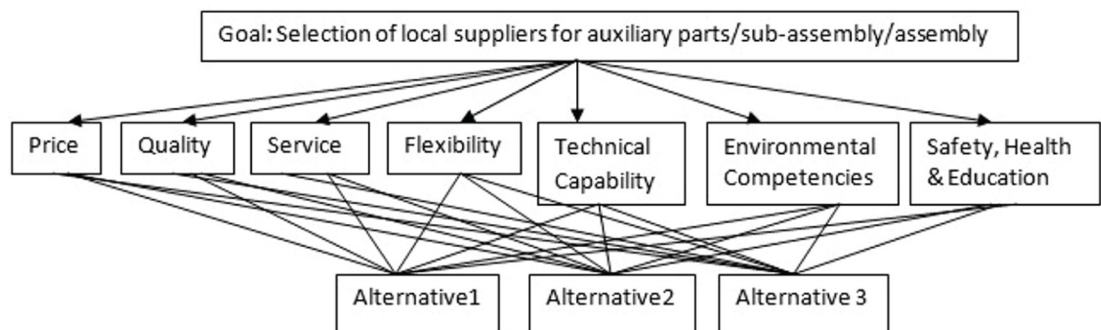 Goal: Selection of local suppliers for auxiliary parts/sub-assembly/assembly
Price
Quality
Service
Flexibility
Technical
Capability
Environmental
Competencies
Safety, Health
& Education
Alternative1
Alternative2
Alternative 3